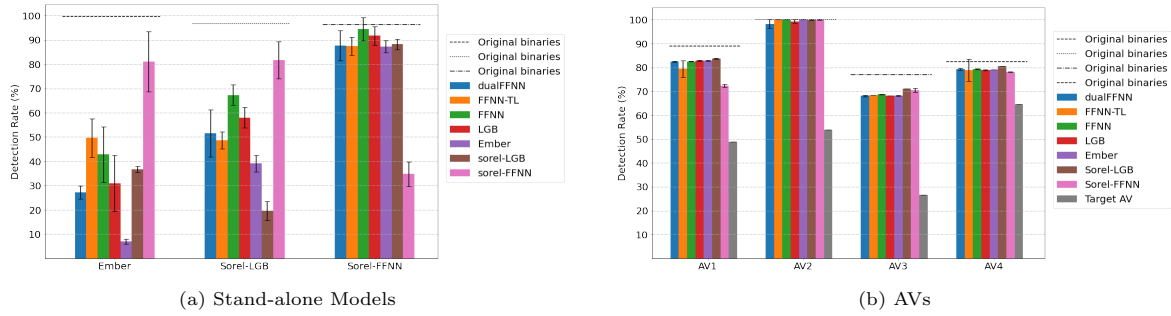 100
90
80
70
60
50
40
30
20
10
Detection Rate (%)
Ember
Sorel-LGB
Sorel-FFNN
Original binaries
Original binaries
Original binaries
dualFFNN
FFNN-TL
FFNN
LGB
Ember
sorel-LGB
sorel-FFNN
(a) Stand-alone Models
100
90
80
70
60
50
40
30
20
10
Detection Rate (%)
AV1
AV2
AV3
AV4
Original binaries
Original binaries
Original binaries
Original binaries
dualFFNN
FFNN-TL
FFNN
LGB
Ember
Sorel-LGB
Sorel-FFNN
Target AV
(b) AVs